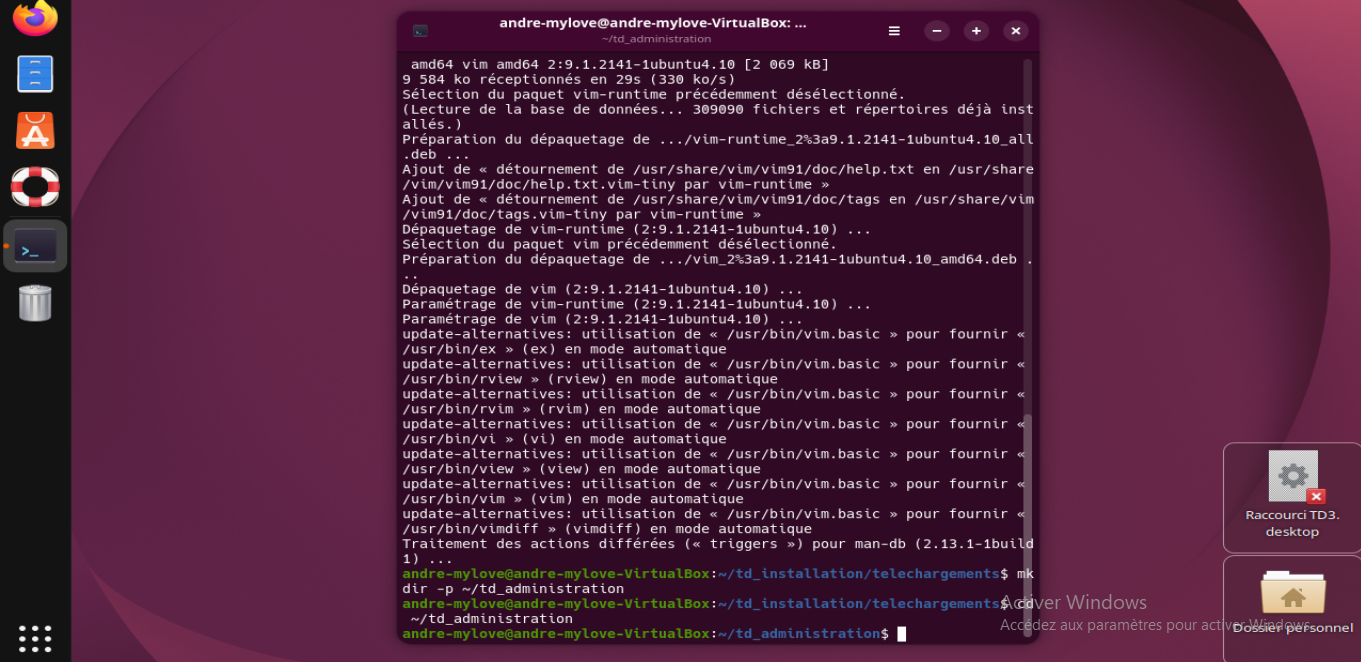 andre-mylove@andre-mylove-VirtualBox: ...
~/td_administration
 amd64 vim amd64 2:9.1.2141-1ubuntu4.10 [2 069 kB]
9 584 ko réceptionnés en 29s (330 ko/s)
Sélection du paquet vim-runtime précédemment désélectionné.
(Lecture de la base de données... 309090 fichiers et répertoires déjà inst
allés.)
Préparation du dépaquetage de .../vim-runtime_2%3a9.1.2141-1ubuntu4.10_all
.deb ...
Ajout de « détournement de /usr/share/vim/vim91/doc/help.txt en /usr/share
/vim/vim91/doc/help.txt.vim-tiny par vim-runtime »
Ajout de « détournement de /usr/share/vim/vim91/doc/tags en /usr/share/vim
/vim91/doc/tags.vim-tiny par vim-runtime »
Dépaquetage de vim-runtime (2:9.1.2141-1ubuntu4.10) ...
Sélection du paquet vim précédemment désélectionné.
Préparation du dépaquetage de .../vim_2%3a9.1.2141-1ubuntu4.10_amd64.deb .
..
Dépaquetage de vim (2:9.1.2141-1ubuntu4.10) ...
Paramétrage de vim-runtime (2:9.1.2141-1ubuntu4.10) ...
Paramétrage de vim (2:9.1.2141-1ubuntu4.10) ...
update-alternatives: utilisation de « /usr/bin/vim.basic » pour fournir «
/usr/bin/ex » (ex) en mode automatique
update-alternatives: utilisation de « /usr/bin/vim.basic » pour fournir «
/usr/bin/rview » (rview) en mode automatique
update-alternatives: utilisation de « /usr/bin/vim.basic » pour fournir «
/usr/bin/rvim » (rvim) en mode automatique
update-alternatives: utilisation de « /usr/bin/vim.basic » pour fournir «
/usr/bin/vi » (vi) en mode automatique
update-alternatives: utilisation de « /usr/bin/vim.basic » pour fournir «
/usr/bin/view » (view) en mode automatique
update-alternatives: utilisation de « /usr/bin/vim.basic » pour fournir «
/usr/bin/vim » (vim) en mode automatique
update-alternatives: utilisation de « /usr/bin/vim.basic » pour fournir «
/usr/bin/vimdiff » (vimdiff) en mode automatique
Traitement des actions différées (« triggers ») pour man-db (2.13.1-1build
1) ...
andre-mylove@andre-mylove-VirtualBox:~/td_installation/telechargements$ mk
dir -p ~/td_administration
andre-mylove@andre-mylove-VirtualBox:~/td_installation/telechargements$ cd
 ~/td_administration
andre-mylove@andre-mylove-VirtualBox:~/td_administration$
Raccourci TD3.
desktop
Activer Windows
Accédez aux paramètres pour activer Windows.
Dossier personnel